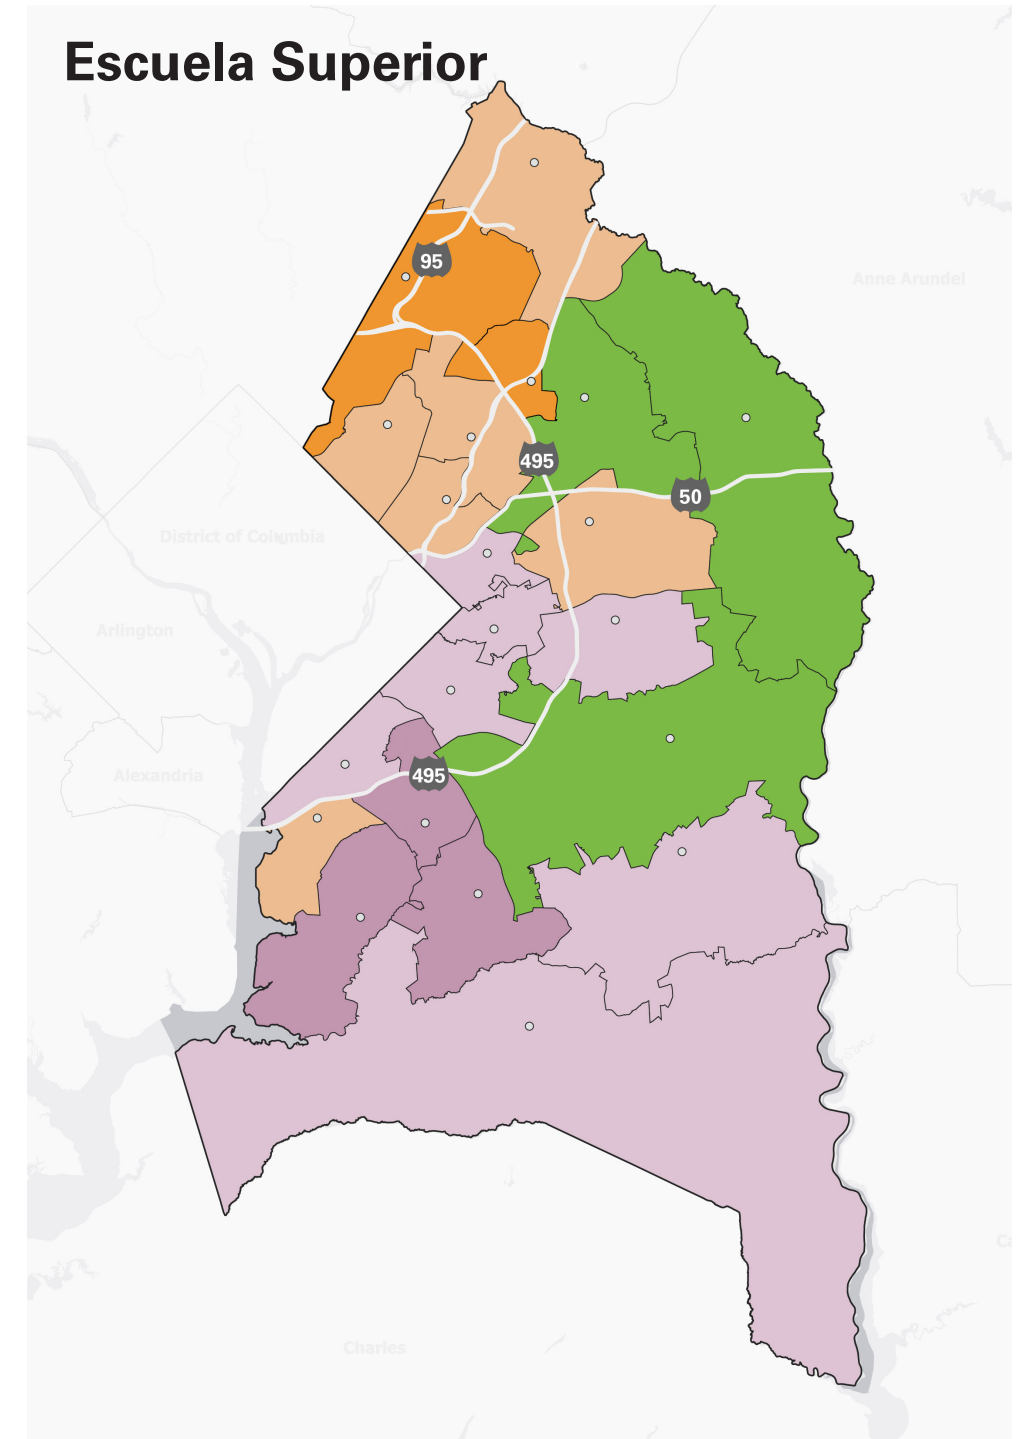 Escuela Superior
95
Anne Arundel
495
50
District of Columbia
Arlington
495
Alexandria
Charles